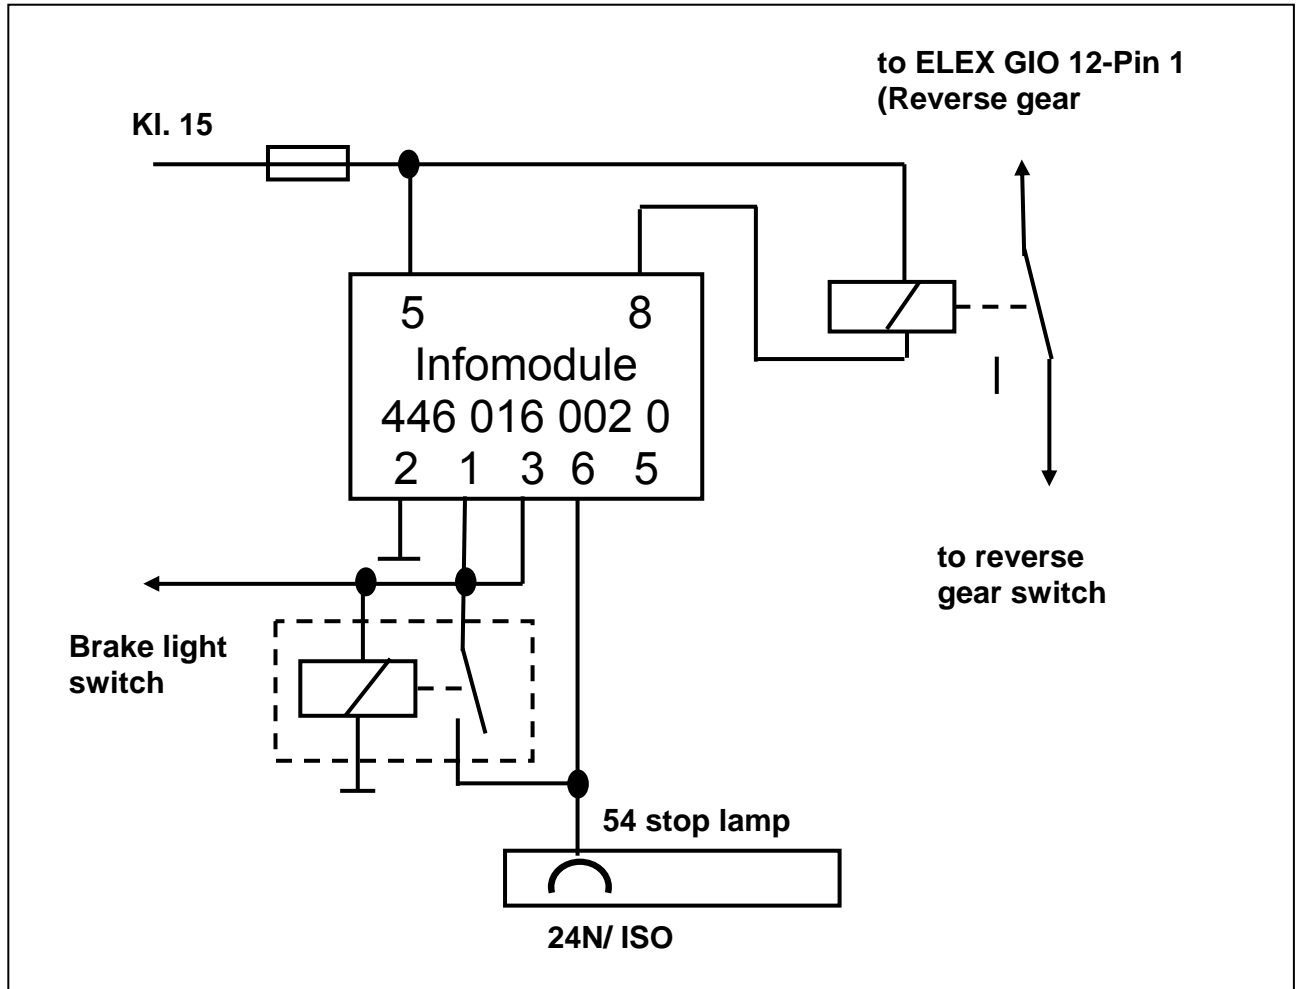 to ELEX GIO 12-Pin 1
(Reverse gear
Kl. 15
5 8
Infomodule
446 016 002 0
2 1 3 6 5
to reverse
gear switch
Brake light
switch
54 stop lamp
24N/ ISO